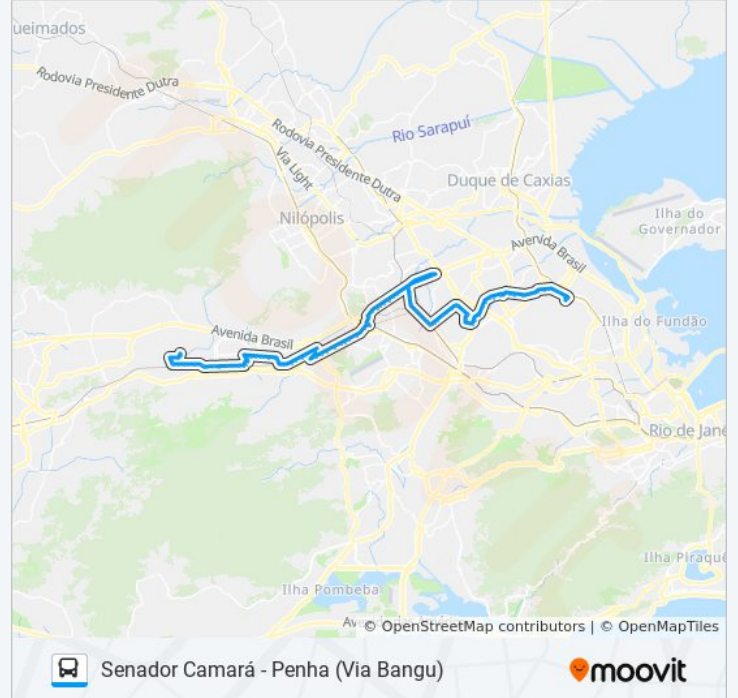 ueimados
Rodovia Presidente Dutra
Rio Sarapuí
Rodovia Presidente Dutra
Via Light
Duque de Caxias
Nilópolis
Ilha do
Governador
Avenida Brasil
Avenida Brasil
Ilha do Fundão
Rio de Jane
Ilha Piraqu
Ilha Pombeba
© OpenStreetMap contributors | © OpenMapTiles
Senador Camará - Penha (Via Bangu)
moovit